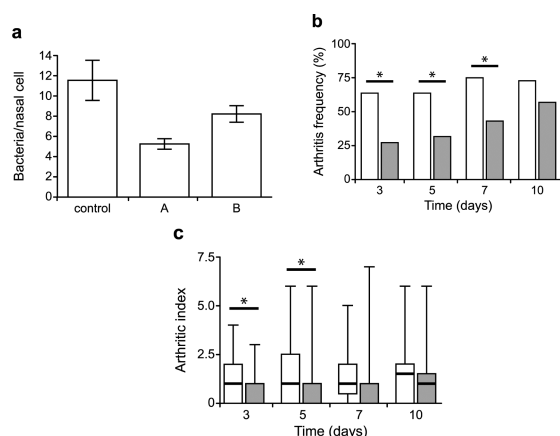 a
Bacteria/nasal cell
14
12
10
8
6
4
2
0
control A B
b
Arthritis frequency (%)
100
75
50
25
0
* * *
3 5 7 10
Time (days)
c
Arthritic index
7.5
5.0
2.5
0
* *
3 5 7 10
Time (days)